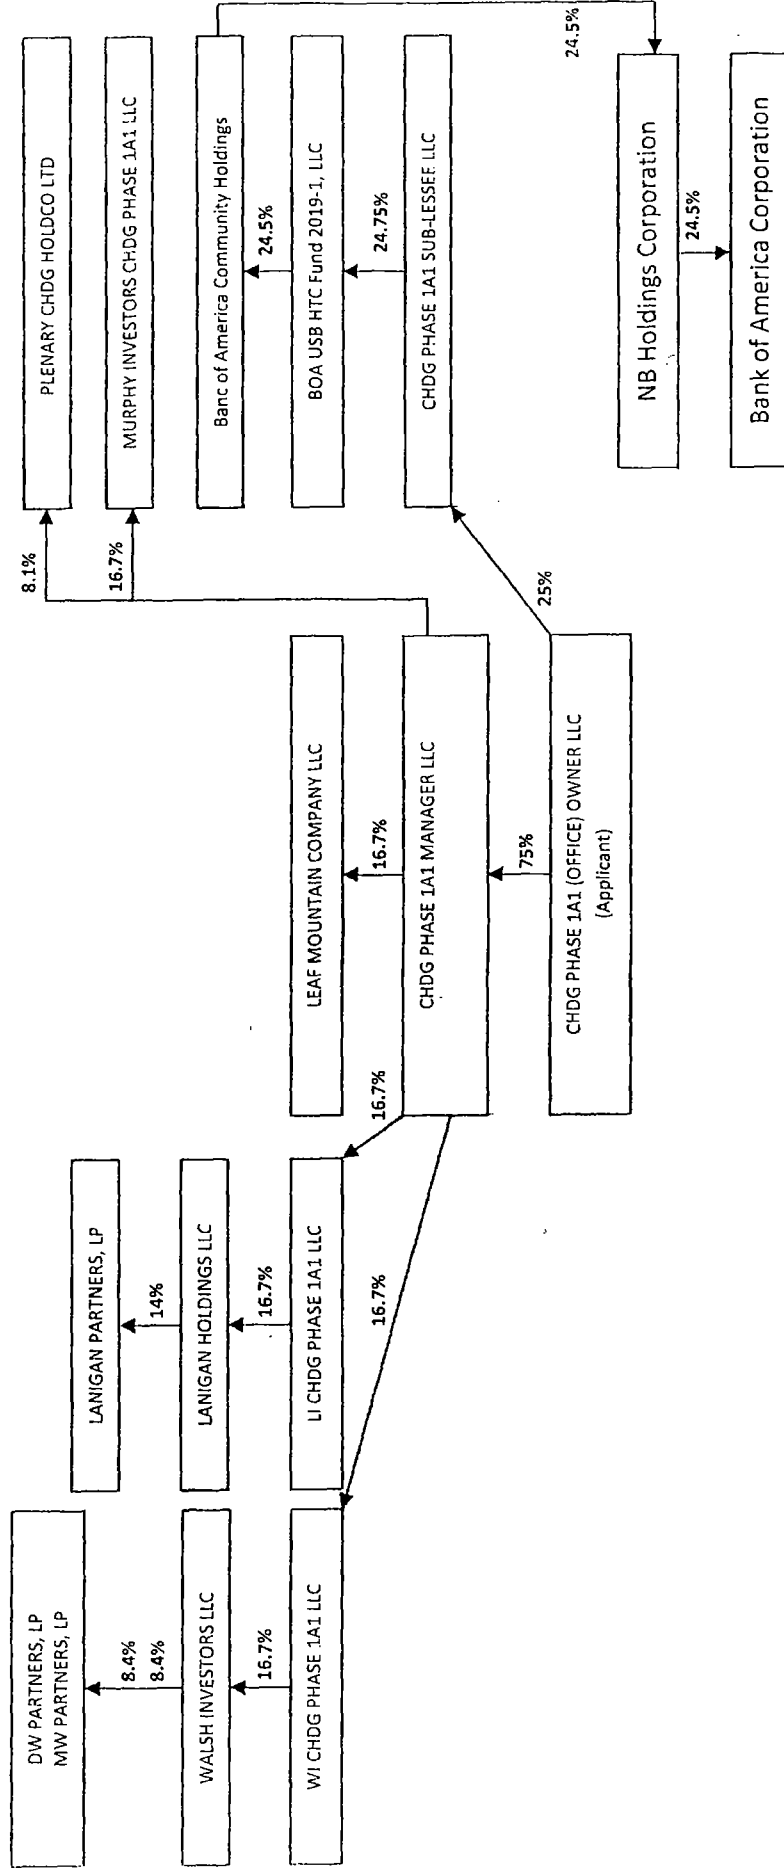 DW PARTNERS, LP
MW PARTNERS, LP
8.4%
8.4%
WALSH INVESTORS LLC
16.7%
WI CHDG PHASE 1A1 LLC
LANIGAN PARTNERS, LP
14%
LANIGAN HOLDINGS LLC
16.7%
LI CHDG PHASE 1A1 LLC
16.7%
16.7%
LEAF MOUNTAIN COMPANY LLC
16.7%
CHDG PHASE 1A1 MANAGER LLC
75%
CHDG PHASE 1A1 (OFFICE) OWNER LLC
(Applicant)
8.1%
PLENARY CHDG HOLDCO LTD
16.7%
MURPHY INVESTORS CHDG PHASE 1A1 LLC
Banc of America Community Holdings
24.5%
BOA USB HTC Fund 2019-1, LLC
24.75%
CHDG PHASE 1A1 SUB-LESSEE LLC
25%
24.5%
NB Holdings Corporation
24.5%
Bank of America Corporation